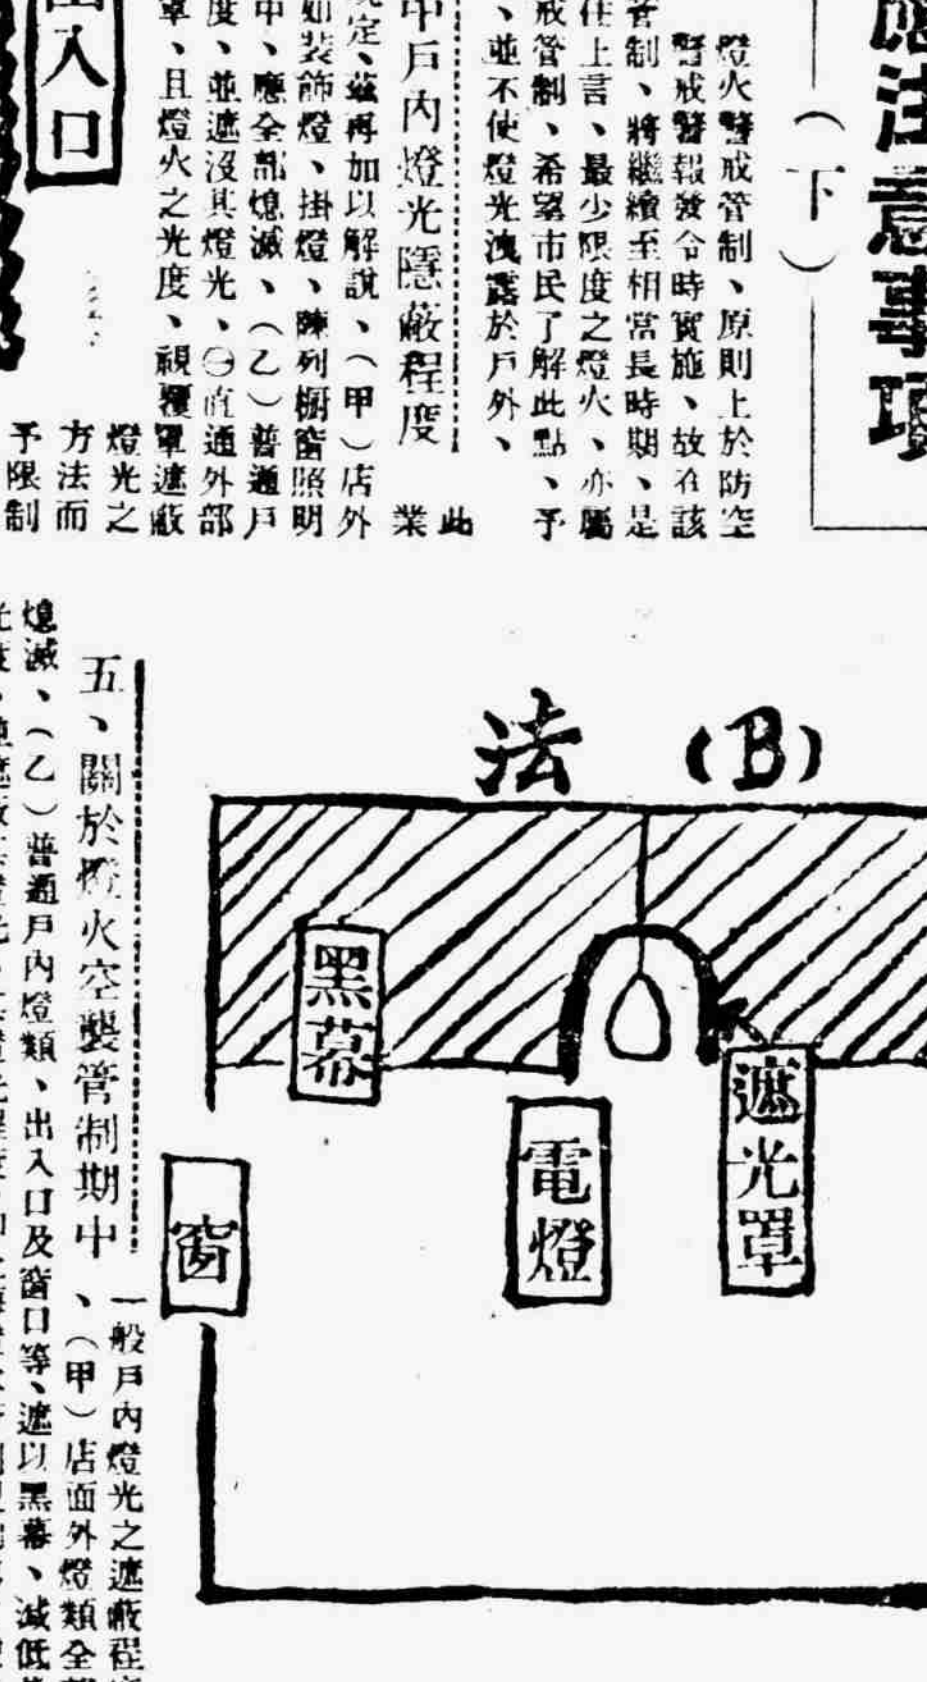 應注意事項
（下）
燈火警戒管制、原則上於防空
警戒警報發令時實施、故在該
管制、將繼續至相當長時期、是
住上言、最少限度之燈火、亦屬
戒管制、希望市民了解此點、予
、並不使燈光洩露於戶外、
此
中戶內燈光隱蔽程度 業
定、茲再加以解說、（甲）店外
如裝飾燈、掛燈、陳列櫥窗照明
中、應全部熄滅、（乙）普通戶
度、並遮沒其燈光、㊀直通外部
罩、且燈火之光度、視覆罩遮蔽
燈光之
方法而
予限制
出入口
法（B）
黑幕
遮光罩
電燈
窗
五、關於燈火空襲管制期中
一般戶內燈光之遮蔽程
、（甲）店面外燈類全
熄滅、（乙）普通戶內燈類、出入口及窗口等、遮以黑幕、減低